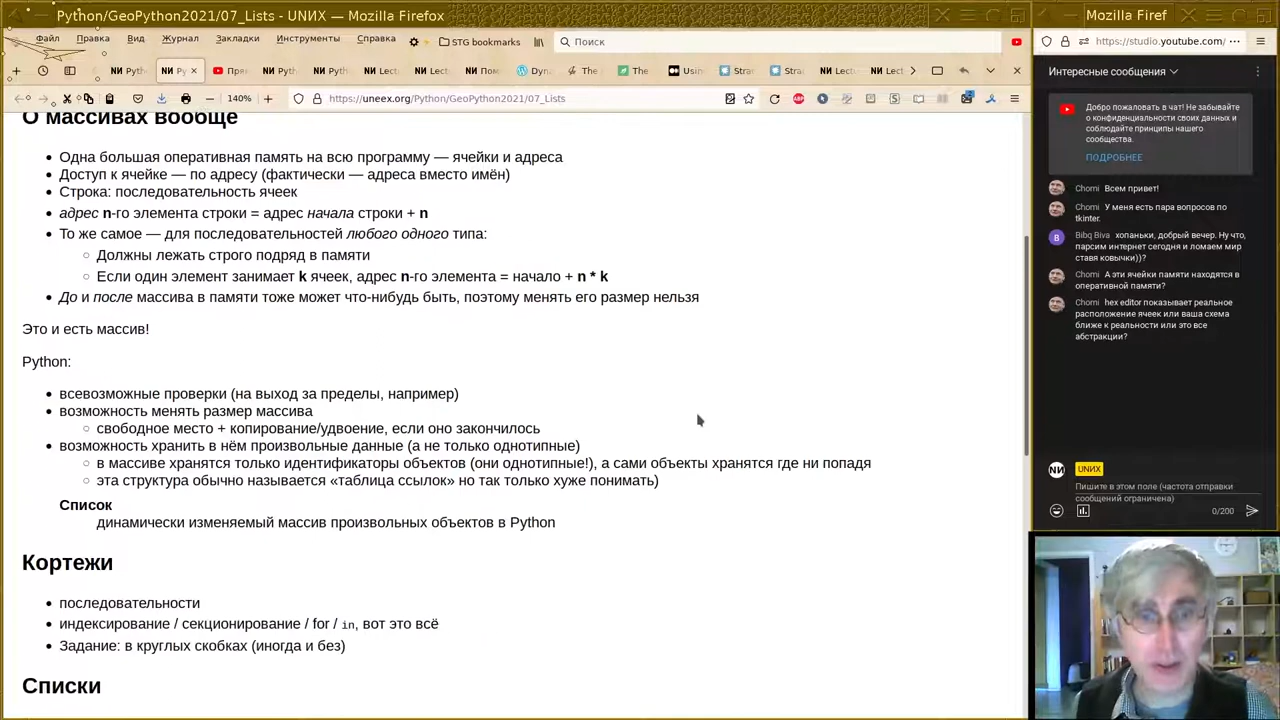 Python/GeoPython2021/07_Lists - UNИX — Mozilla Firefox
Mozilla Firef
Файл Правка Вид Журнал Закладки Инструменты Справка
STG bookmarks
Поиск
https://studio.youtube.com/
140%
https://uneex.org/Python/GeoPython2021/07_Lists
О массивах вообще
Одна большая оперативная память на всю программу — ячейки и адреса
Доступ к ячейке — по адресу (фактически — адреса вместо имён)
Строка: последовательность ячеек
адрес n-го элемента строки = адрес начала строки + n
То же самое — для последовательностей любого одного типа:
Должны лежать строго подряд в памяти
Если один элемент занимает k ячеек, адрес n-го элемента = начало + n * k
До и после массива в памяти тоже может что-нибудь быть, поэтому менять его размер нельзя
Это и есть массив!
Python:
всевозможные проверки (на выход за пределы, например)
возможность менять размер массива
свободное место + копирование/удвоение, если оно закончилось
возможность хранить в нём произвольные данные (а не только однотипные)
в массиве хранятся только идентификаторы объектов (они однотипные!), а сами объекты хранятся где ни попадя
эта структура обычно называется «таблица ссылок» но так только хуже понимать)
Список
динамически изменяемый массив произвольных объектов в Python
Кортежи
последовательности
индексирование / секционирование / for / in, вот это всё
Задание: в круглых скобках (иногда и без)
Списки
Интересные сообщения
Добро пожаловать в чат! Не забывайте
о конфиденциальности своих данных и
соблюдайте принципы нашего
сообщества.
ПОДРОБНЕЕ
Chomi Всем привет!
Chomi У меня есть пара вопросов по
tkinter.
Bibq Biva хопаньки, добрый вечер. Ну что,
парсим интернет сегодня и ломаем мир
ставя ковычки))?
Chomi А эти ячейки памяти находятся в
оперативной памяти?
Chomi hex editor показывает реальное
расположение ячеек или ваша схема
ближе к реальности или это все
абстракции?
UNИX
Пишите в этом поле (частота отправки
сообщений ограничена)
0/200